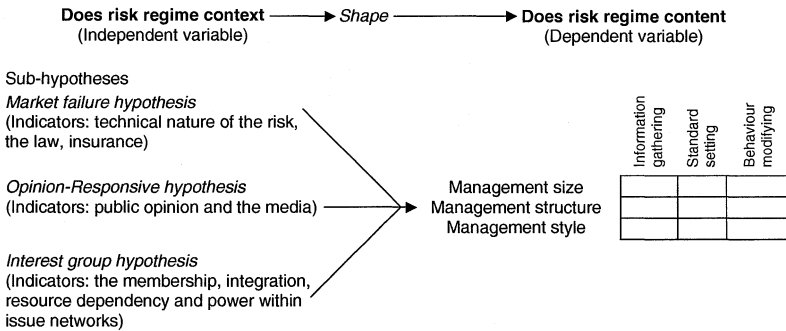 Does risk regime context Shape Does risk regime content
(Independent variable) (Dependent variable)
Sub-hypotheses
Market failure hypothesis
(Indicators: technical nature of the risk,
the law, insurance)
Opinion-Responsive hypothesis
(Indicators: public opinion and the media)
Interest group hypothesis
(Indicators: the membership, integration,
resource dependency and power within
issue networks)
Information
gathering
Standard
setting
Behaviour
modifying
Management size
Management structure
Management style